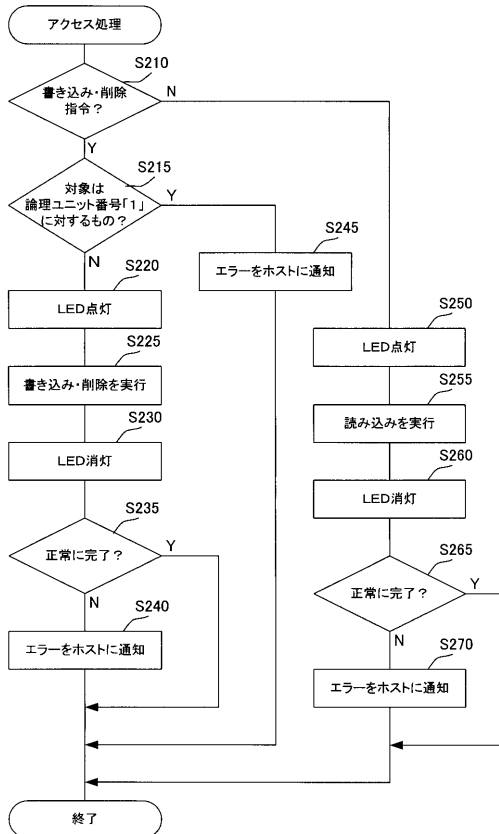 アクセス処理
S210
書き込み・削除
指令？
N
Y
S215
対象は
論理ユニット番号「1」
に対するもの？
Y
N
S245
エラーをホストに通知
S220
LED点灯
S225
書き込み・削除を実行
S230
LED消灯
S235
正常に完了？
Y
N
S240
エラーをホストに通知
S250
LED点灯
S255
読み込みを実行
S260
LED消灯
S265
正常に完了？
Y
N
S270
エラーをホストに通知
終了